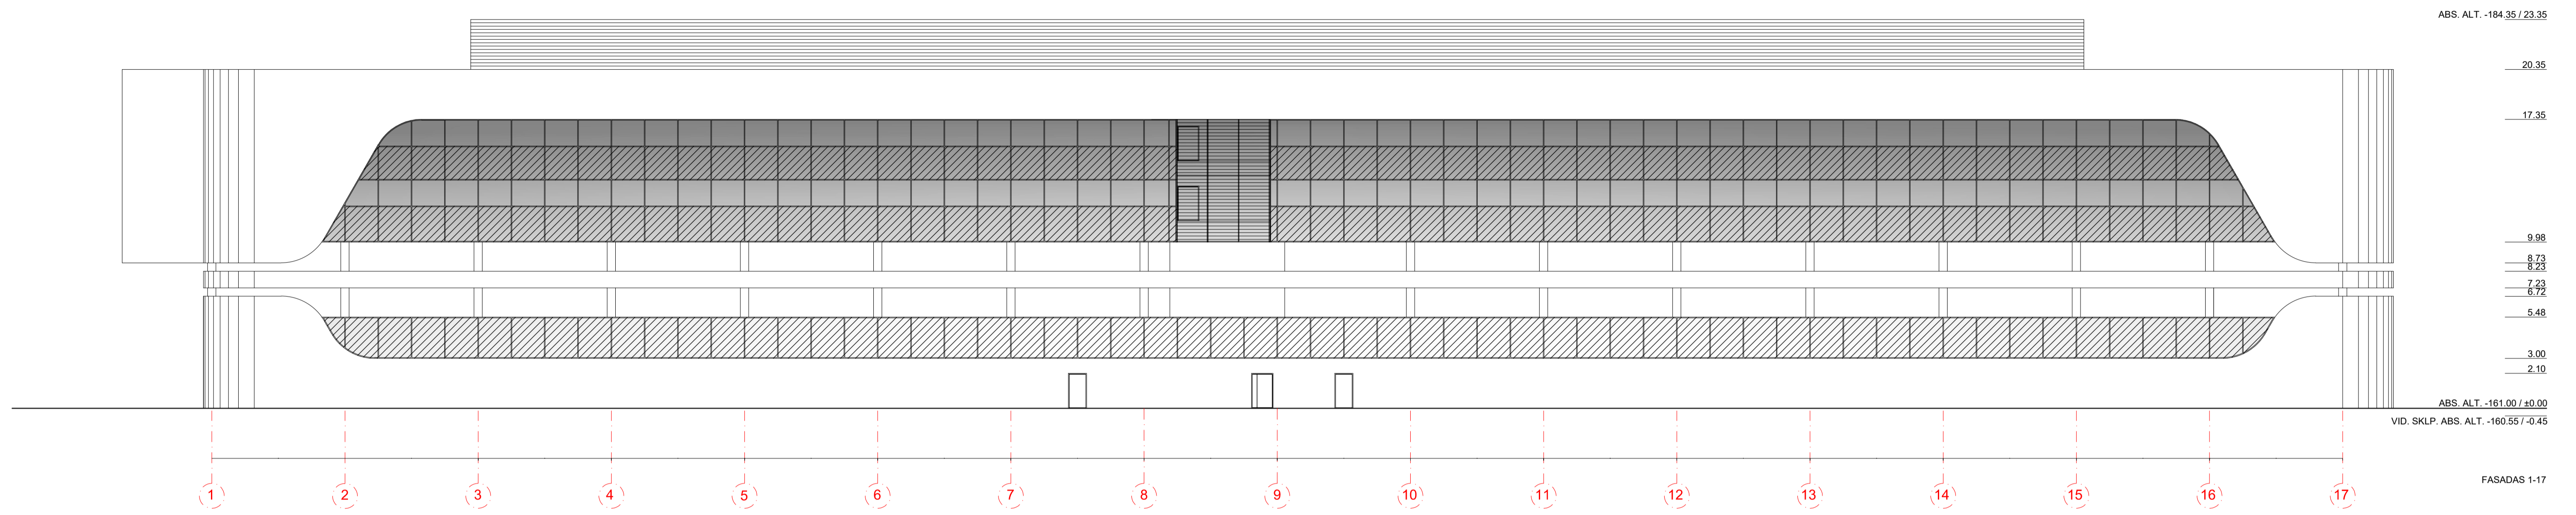 ABS. ALT. -184.35 / 23.35
20.35
17.35
9.98
8.73
8.23
7.23
6.72
5.48
3.00
2.10
ABS. ALT. -161.00 / ±0.00
VID. SKLP. ABS. ALT. -160.55 / -0.45
FASADAS 1-17
1 2 3 4 5 6 7 8 9 10 11 12 13 14 15 16 17